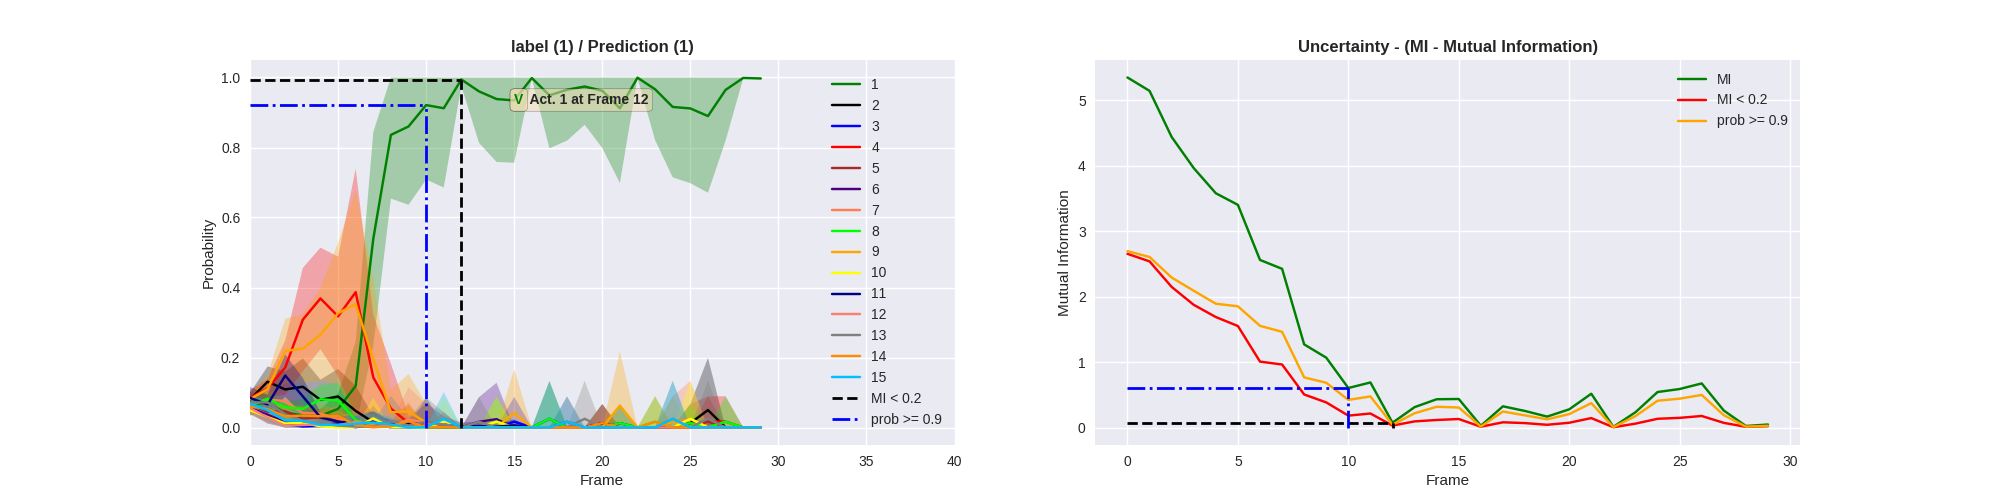 label (1) / Prediction (1)
Probability
1.0
0.8
0.6
0.4
0.2
0.0
0 5 10 15 20 25 30 35 40
Frame
V Act. 1 at Frame 12
1
2
3
4
5
6
7
8
9
10
11
12
13
14
15
MI < 0.2
prob >= 0.9
Uncertainty - (MI - Mutual Information)
Mutual Information
5
4
3
2
1
0
0 5 10 15 20 25 30
Frame
MI
MI < 0.2
prob >= 0.9